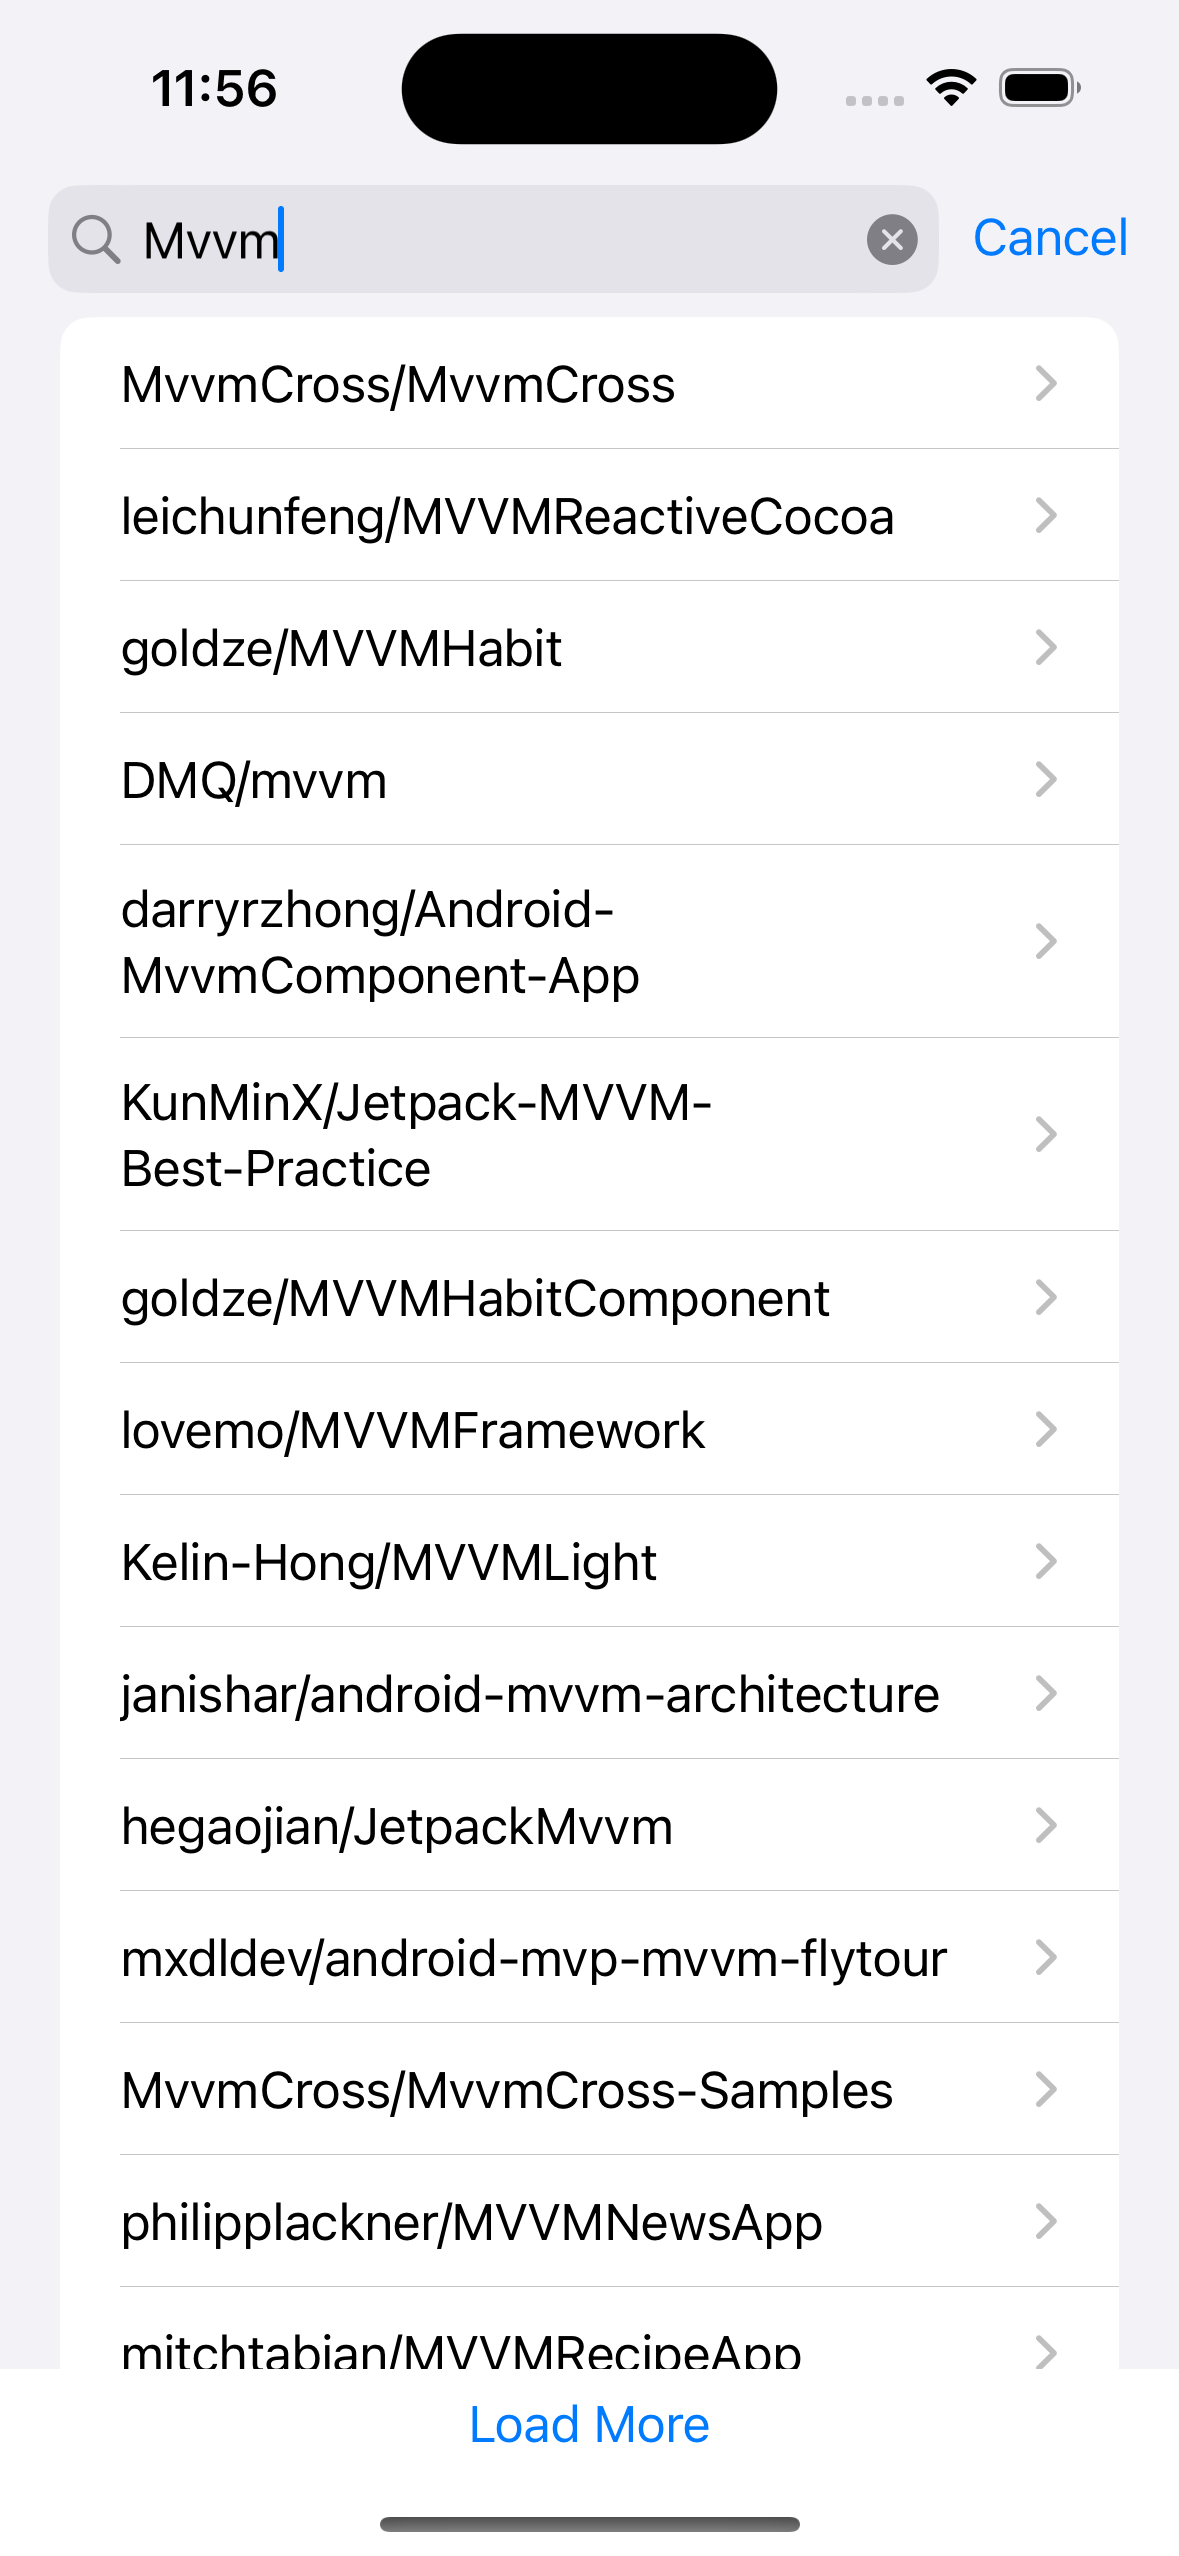 11:56
Mvvm
Cancel
MvvmCross/MvvmCross
leichunfeng/MVVMReactiveCocoa
goldze/MVVMHabit
DMQ/mvvm
darryrzhong/Android-
MvvmComponent-App
KunMinX/Jetpack-MVVM-
Best-Practice
goldze/MVVMHabitComponent
lovemo/MVVMFramework
Kelin-Hong/MVVMLight
janishar/android-mvvm-architecture
hegaojian/JetpackMvvm
mxdldev/android-mvp-mvvm-flytour
MvvmCross/MvvmCross-Samples
philipplackner/MVVMNewsApp
mitchtabian/MVVMRecipeApp
Load More